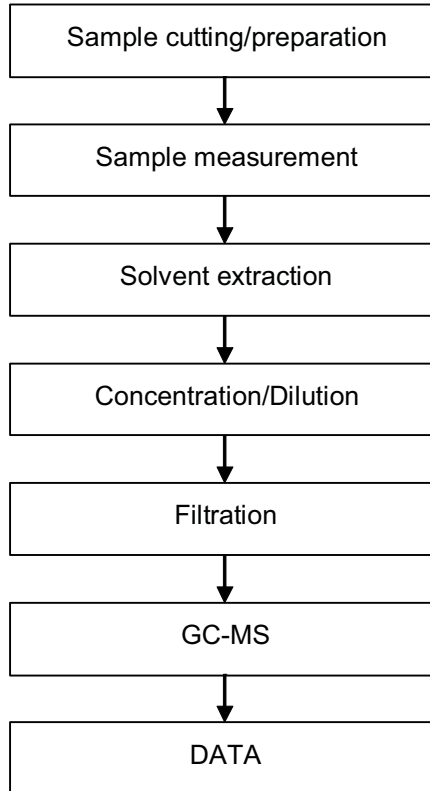 Sample cutting/preparation
Sample measurement
Solvent extraction
Concentration/Dilution
Filtration
GC-MS
DATA